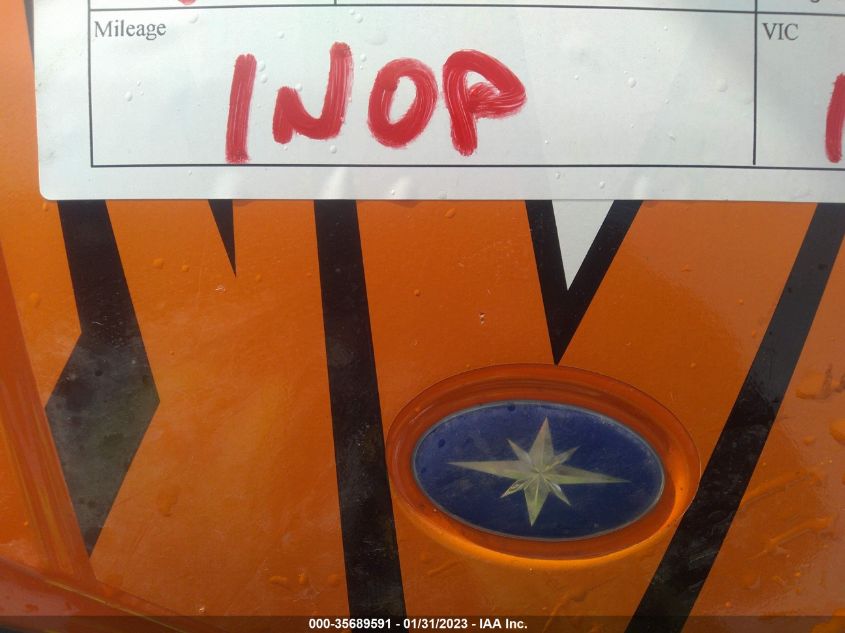 Mileage
VIC
INOP
000-35689591 - 01/31/2023 - IAA Inc.